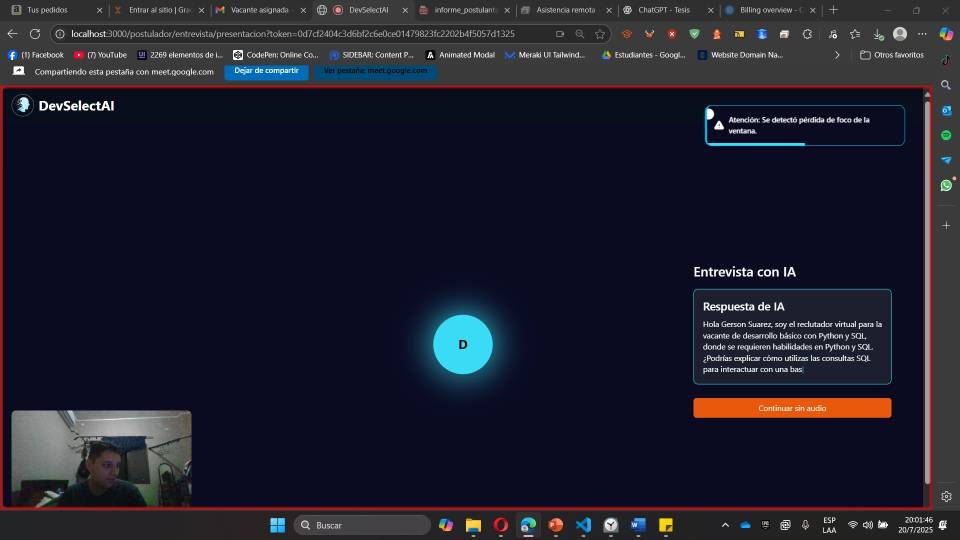 Tus pedidos
Entrar al sitio | Gra
Vacante asignada
DevSelectAI
informe_postulant
Asistencia remota
ChatGPT - Tesis
Billing overview - O
localhost:3000/postulador/entrevista/presentacion?token=0d7cf2404c3d6bf2c6e0ce01479823fc2202b4f5057d1325
(1) Facebook
(7) YouTube
2269 elementos de i...
CodePen: Online Co...
SIDEBAR: Content P...
Animated Modal
Meraki UI Tailwind...
Estudiantes - Googl...
Website Domain Na...
Otros favoritos
Compartiendo esta pestaña con meet.google.com
Dejar de compartir
Ver pestaña: meet.google.com
DevSelectAI
Atención: Se detectó pérdida de foco de la
ventana.
Entrevista con IA
Respuesta de IA
Hola Gerson Suarez, soy el reclutador virtual para la
vacante de desarrollo básico con Python y SQL,
donde se requieren habilidades en Python y SQL.
¿Podrías explicar cómo utilizas las consultas SQL
para interactuar con una bas
D
Continuar sin audio
Buscar
ESP
LAA
20:01:46
20/7/2025